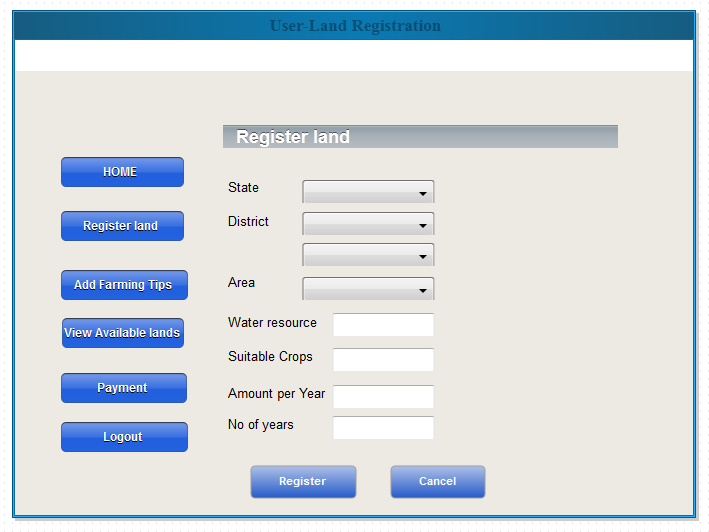 User-Land Registration
Register land
HOME
Register land
Add Farming Tips
View Available lands
Payment
Logout
State
District
Area
Water resource
Suitable Crops
Amount per Year
No of years
Register
Cancel